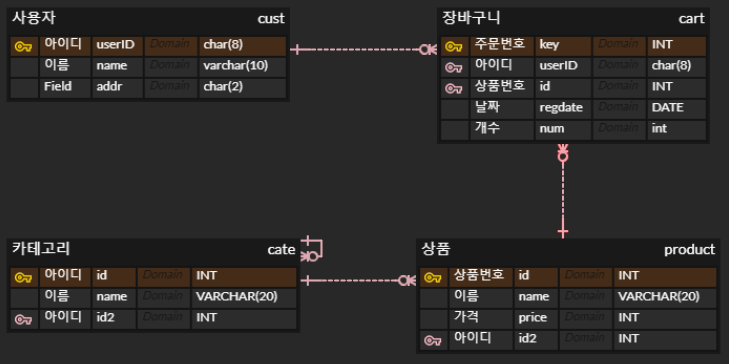 사용자 cust
아이디 userID Domain char(8)
이름 name Domain varchar(10)
Field addr Domain char(2)
장바구니 cart
주문번호 key Domain INT
아이디 userID Domain char(8)
상품번호 id Domain INT
날짜 regdate Domain DATE
개수 num Domain int
카테고리 cate
아이디 id Domain INT
이름 name Domain VARCHAR(20)
아이디 id2 Domain INT
상품 product
상품번호 id Domain INT
이름 name Domain VARCHAR(20)
가격 price Domain INT
아이디 id2 Domain INT